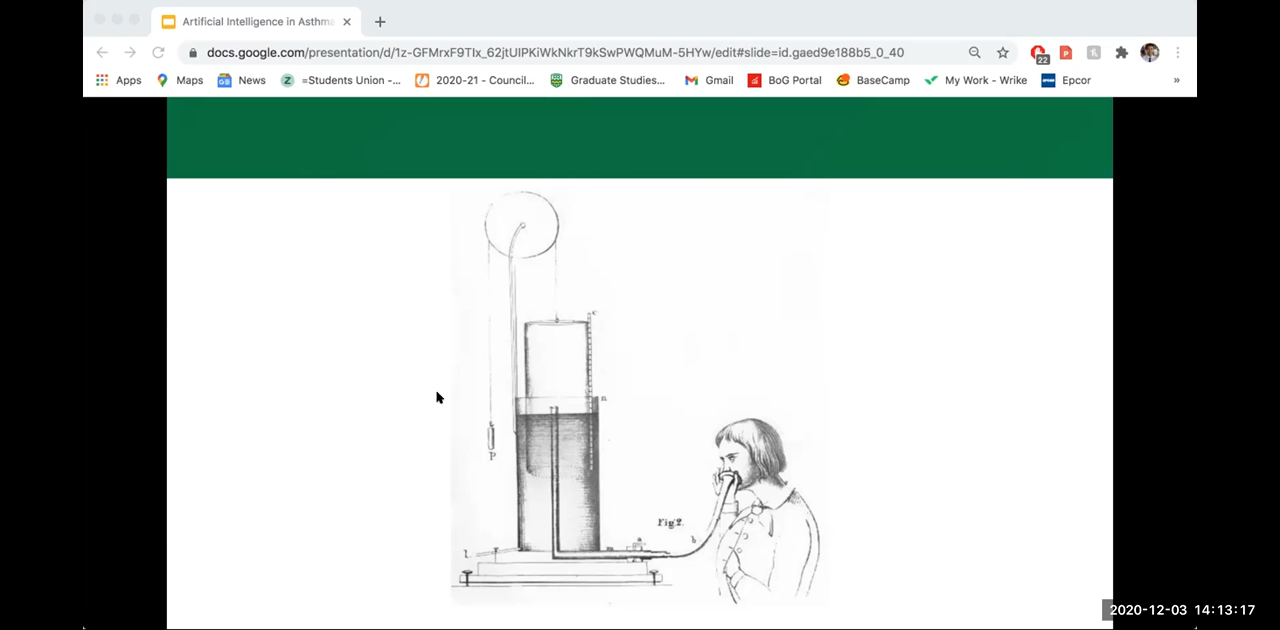 Artificial Intelligence in Asthma
docs.google.com/presentation/d/1z-GFMrxF9TIx_62jtUIPKiWkNkrT9kSwPWQMuM-5HYw/edit#slide=id.gaed9e188b5_0_40
22
Apps Maps News =Students Union -... 2020-21 - Council... Graduate Studies... Gmail BoG Portal BaseCamp My Work - Wrike Epcor »
c
n
P
Fig2.
a
b
l
2020-12-03 14:13:17